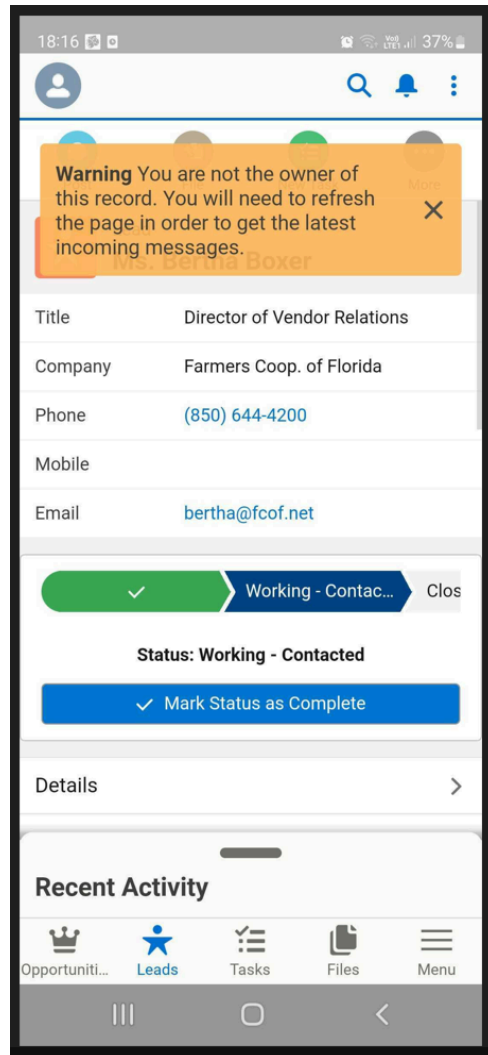 18:16
Vo9 LTE1 37%
Warning You are not the owner of
this record. You will need to refresh
the page in order to get the latest
incoming messages.
Ms. Bertha Boxer
Title Director of Vendor Relations
Company Farmers Coop. of Florida
Phone (850) 644-4200
Mobile
Email bertha@fcof.net
Working - Contac... Clos
Status: Working - Contacted
Mark Status as Complete
Details
Recent Activity
Opportuniti... Leads Tasks Files Menu